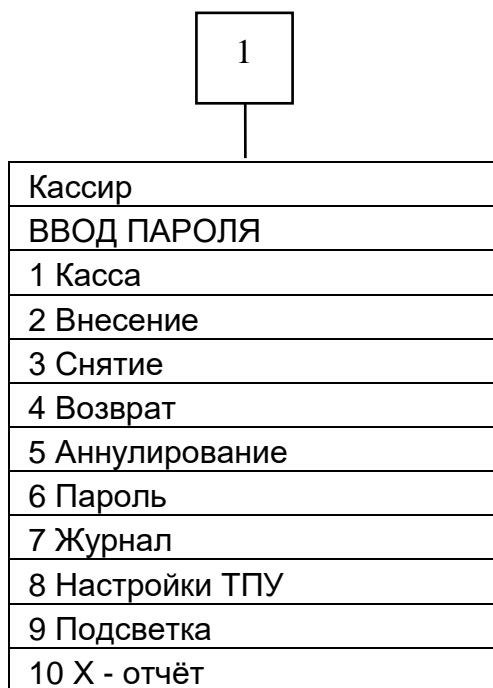 1
Кассир
ВВОД ПАРОЛЯ
1 Касса
2 Внесение
3 Снятие
4 Возврат
5 Аннулирование
6 Пароль
7 Журнал
8 Настройки ТПУ
9 Подсветка
10 X - отчёт